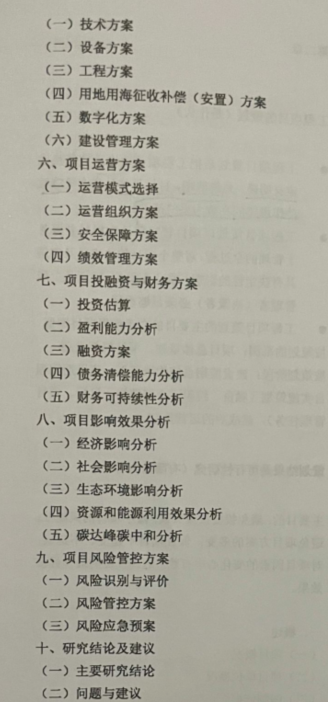 （一）技术方案
（二）设备方案
（三）工程方案
（四）用地用海征收补偿（安置）方案
（五）数字化方案
（六）建设管理方案
六、项目运营方案
（一）运营模式选择
（二）运营组织方案
（三）安全保障方案
（四）绩效管理方案
七、项目投融资与财务方案
（一）投资估算
（二）盈利能力分析
（三）融资方案
（四）债务清偿能力分析
（五）财务可持续性分析
八、项目影响效果分析
（一）经济影响分析
（二）社会影响分析
（三）生态环境影响分析
（四）资源和能源利用效果分析
（五）碳达峰碳中和分析
九、项目风险管控方案
（一）风险识别与评价
（二）风险管控方案
（三）风险应急预案
十、研究结论及建议
（一）主要研究结论
（二）问题与建议